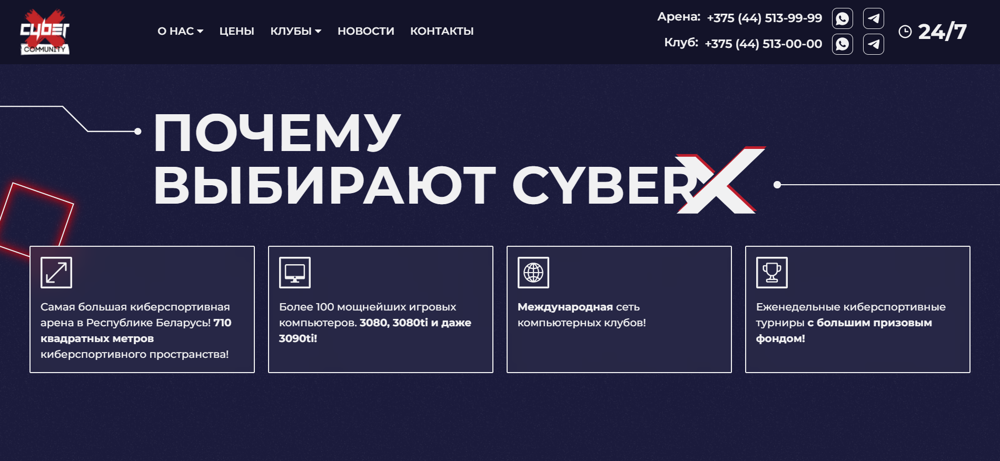 cyber
COMMUNITY
О НАС
ЦЕНЫ
КЛУБЫ
НОВОСТИ
КОНТАКТЫ
Арена: +375 (44) 513-99-99
Клуб: +375 (44) 513-00-00
24/7
ПОЧЕМУ
ВЫБИРАЮТ CYBERX
Самая большая киберспортивная
арена в Республике Беларусь! 710
квадратных метров
киберспортивного пространства!
Более 100 мощнейших игровых
компьютеров. 3080, 3080ti и даже
3090ti!
Международная сеть
компьютерных клубов!
Еженедельные киберспортивные
турниры с большим призовым
фондом!